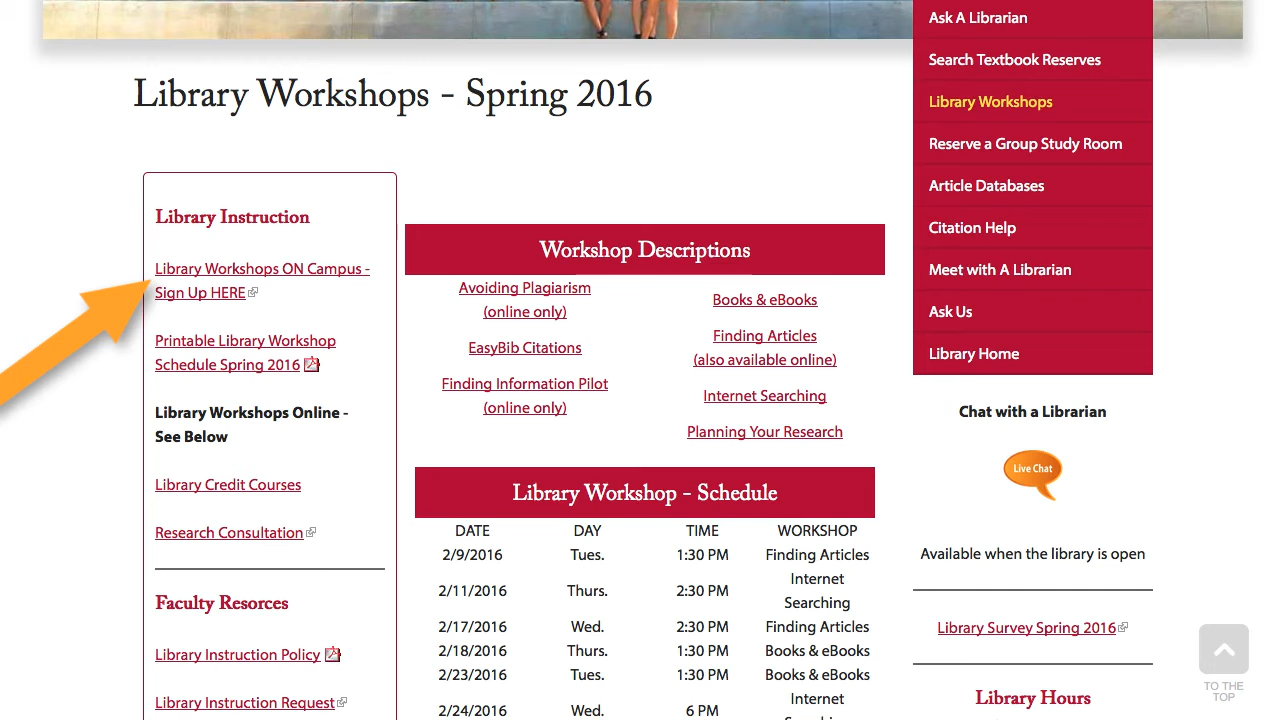 Library Workshops - Spring 2016
Library Instruction
Library Workshops ON Campus -
Sign Up HERE
Printable Library Workshop
Schedule Spring 2016
Library Workshops Online -
See Below
Library Credit Courses
Research Consultation
Faculty Resorces
Library Instruction Policy
Library Instruction Request
Workshop Descriptions
Avoiding Plagiarism
(online only)
EasyBib Citations
Finding Information Pilot
(online only)
Books & eBooks
Finding Articles
(also available online)
Internet Searching
Planning Your Research
Library Workshop - Schedule
DATE DAY TIME WORKSHOP
2/9/2016 Tues. 1:30 PM Finding Articles
2/11/2016 Thurs. 2:30 PM Internet
Searching
2/17/2016 Wed. 2:30 PM Finding Articles
2/18/2016 Thurs. 1:30 PM Books & eBooks
2/23/2016 Tues. 1:30 PM Books & eBooks
2/24/2016 Wed. 6 PM Internet
Ask A Librarian
Search Textbook Reserves
Library Workshops
Reserve a Group Study Room
Article Databases
Citation Help
Meet with A Librarian
Ask Us
Library Home
Chat with a Librarian
Live Chat
Available when the library is open
Library Survey Spring 2016
Library Hours
TO THE
TOP